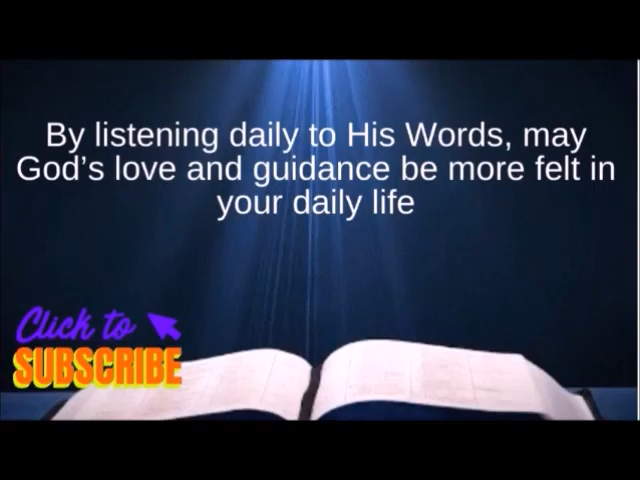 By listening daily to His Words, may
God's love and guidance be more felt in
your daily life
Click to
SUBSCRIBE